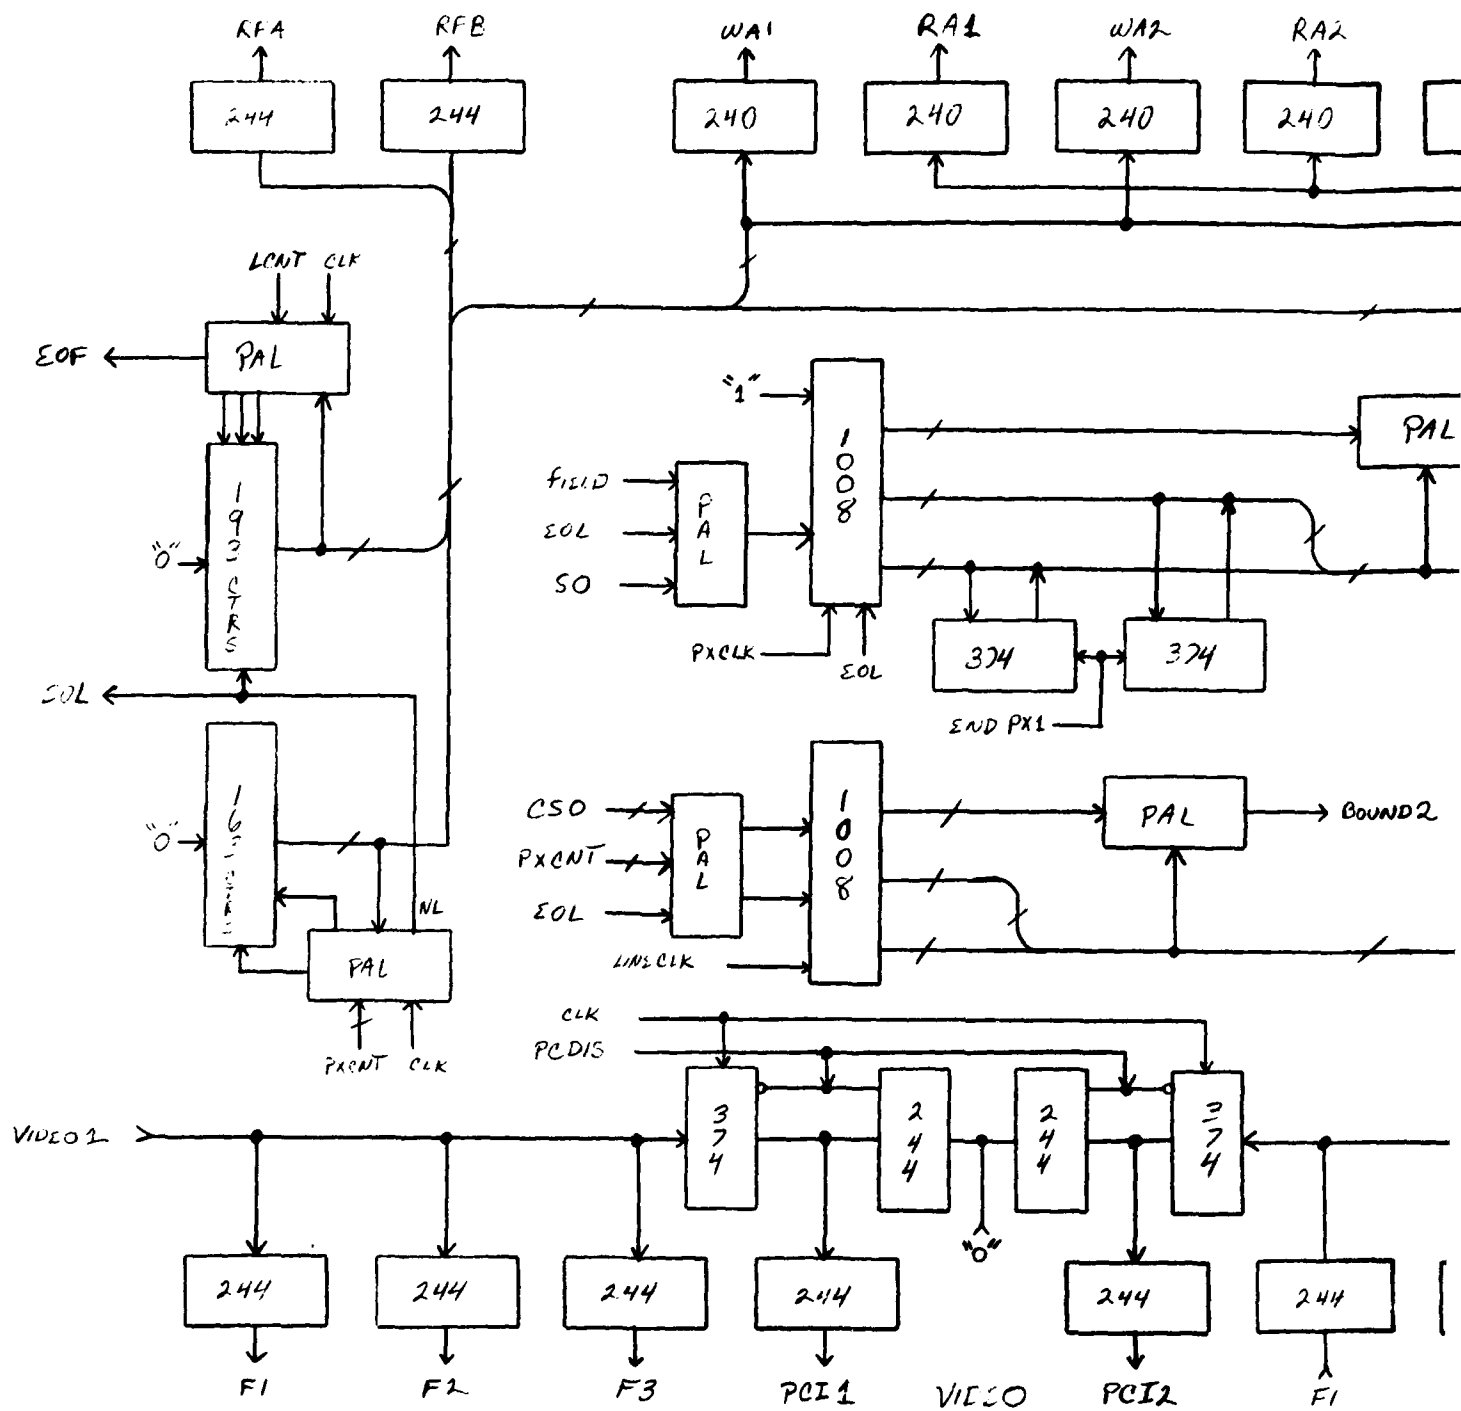 RFA RFB WA1 RA1 WA2 RA2
244 244 240 240 240 240
LCNT CLK
EOF PAL
"1"
1008
PAL
FIELD
EOL
SO
PAL
193 CTRS
"0"
PXCLK
EOL
374 374
END PX1
EOL
"0"
NL
PAL
PXCNT CLK
CSO
PXCNT
EOL
PAL
LINECLK
1008
PAL BOUND2
CLK
PCDIS
VIDEO1
374 244 244 374
"0"
244 244 244 244 244 244
F1 F2 F3 PCI1 VIDEO PCI2 F1